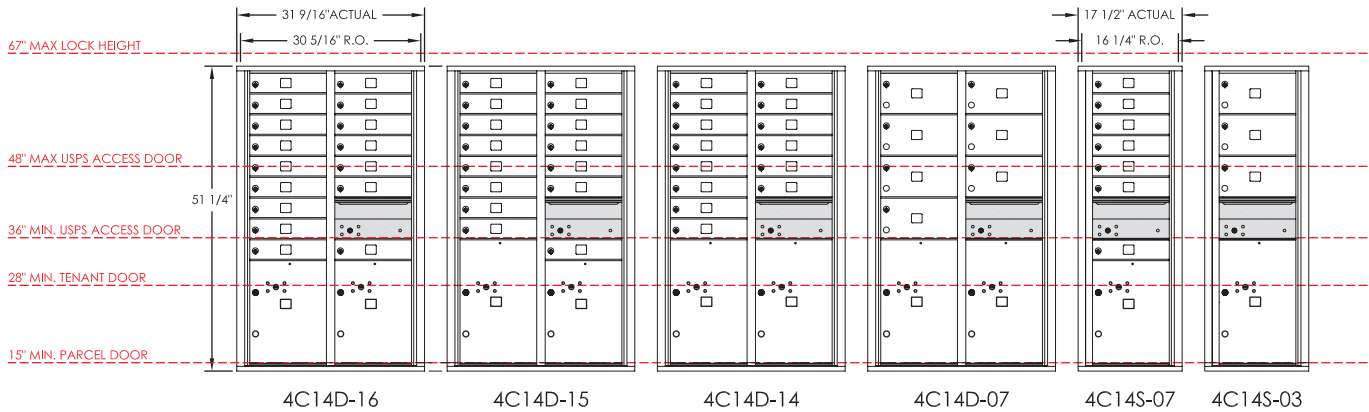 31 9/16" ACTUAL
17 1/2" ACTUAL
30 5/16" R.O.
16 1/4" R.O.
67" MAX LOCK HEIGHT
48" MAX USPS ACCESS DOOR
51 1/4"
36" MIN. USPS ACCESS DOOR
28" MIN. TENANT DOOR
15" MIN. PARCEL DOOR
4C14D-16
4C14D-15
4C14D-14
4C14D-07
4C14S-07
4C14S-03